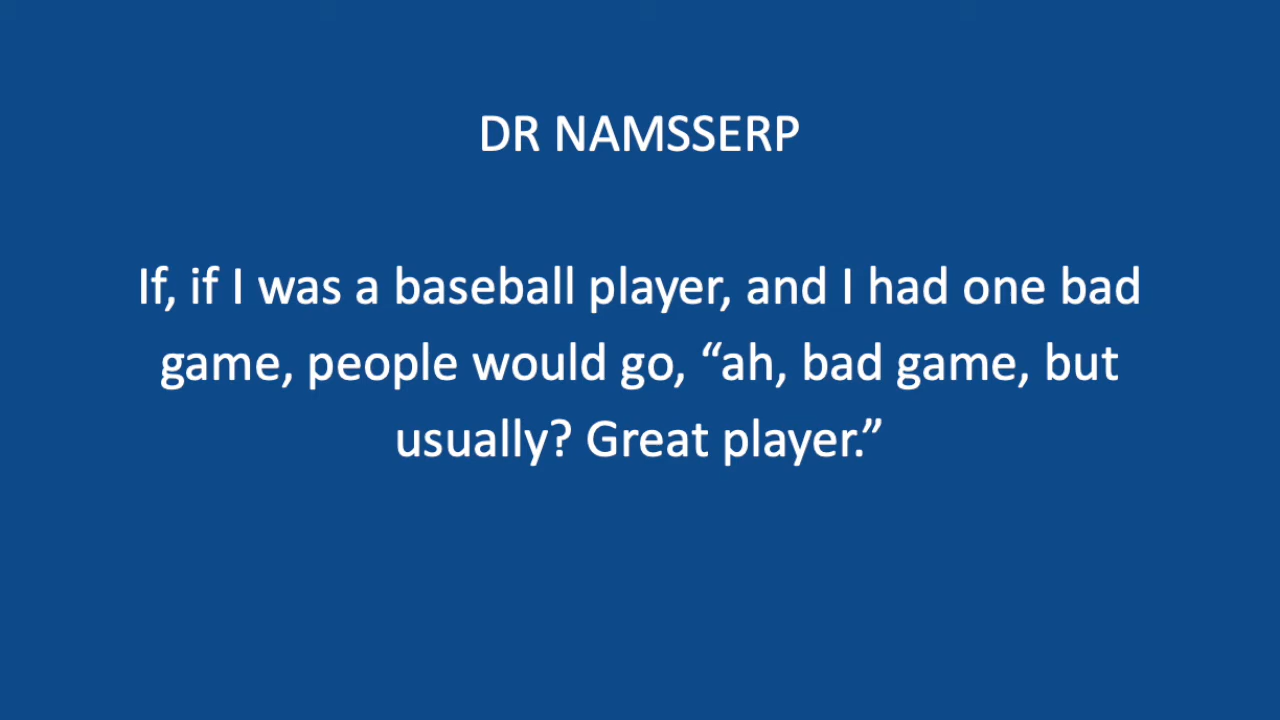 DR NAMSSERP
If, if I was a baseball player, and I had one bad
game, people would go, “ah, bad game, but
usually? Great player.”